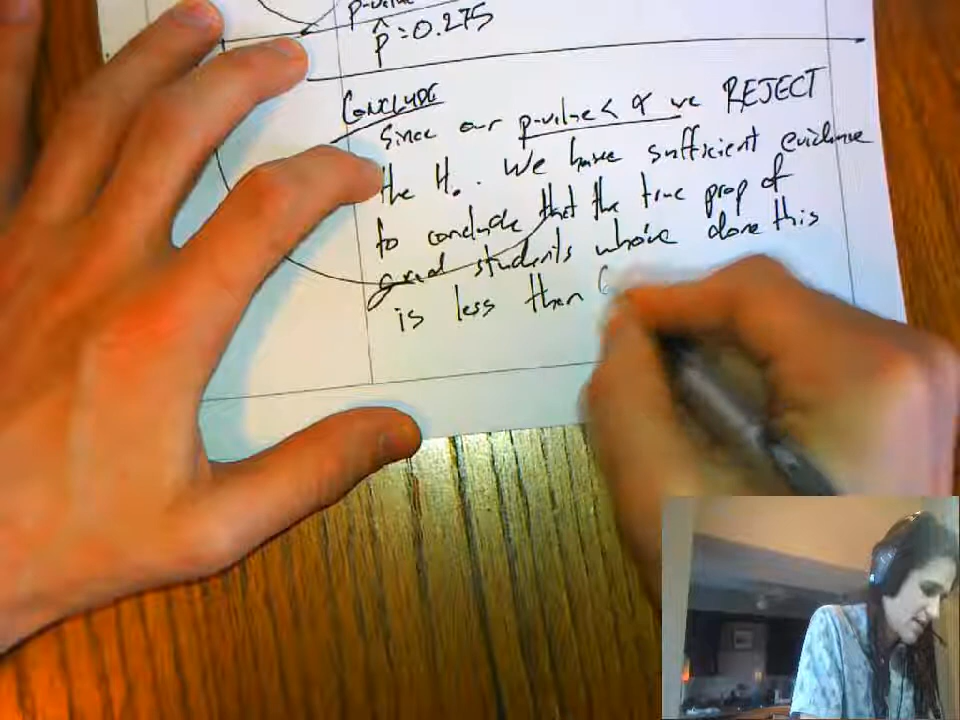 p-value
p̂ = 0.275
CONCLUDE
Since our p-value < α we REJECT
the H₀. We have sufficient evidence
to conclude that the true prop of
students who've done this
is less than